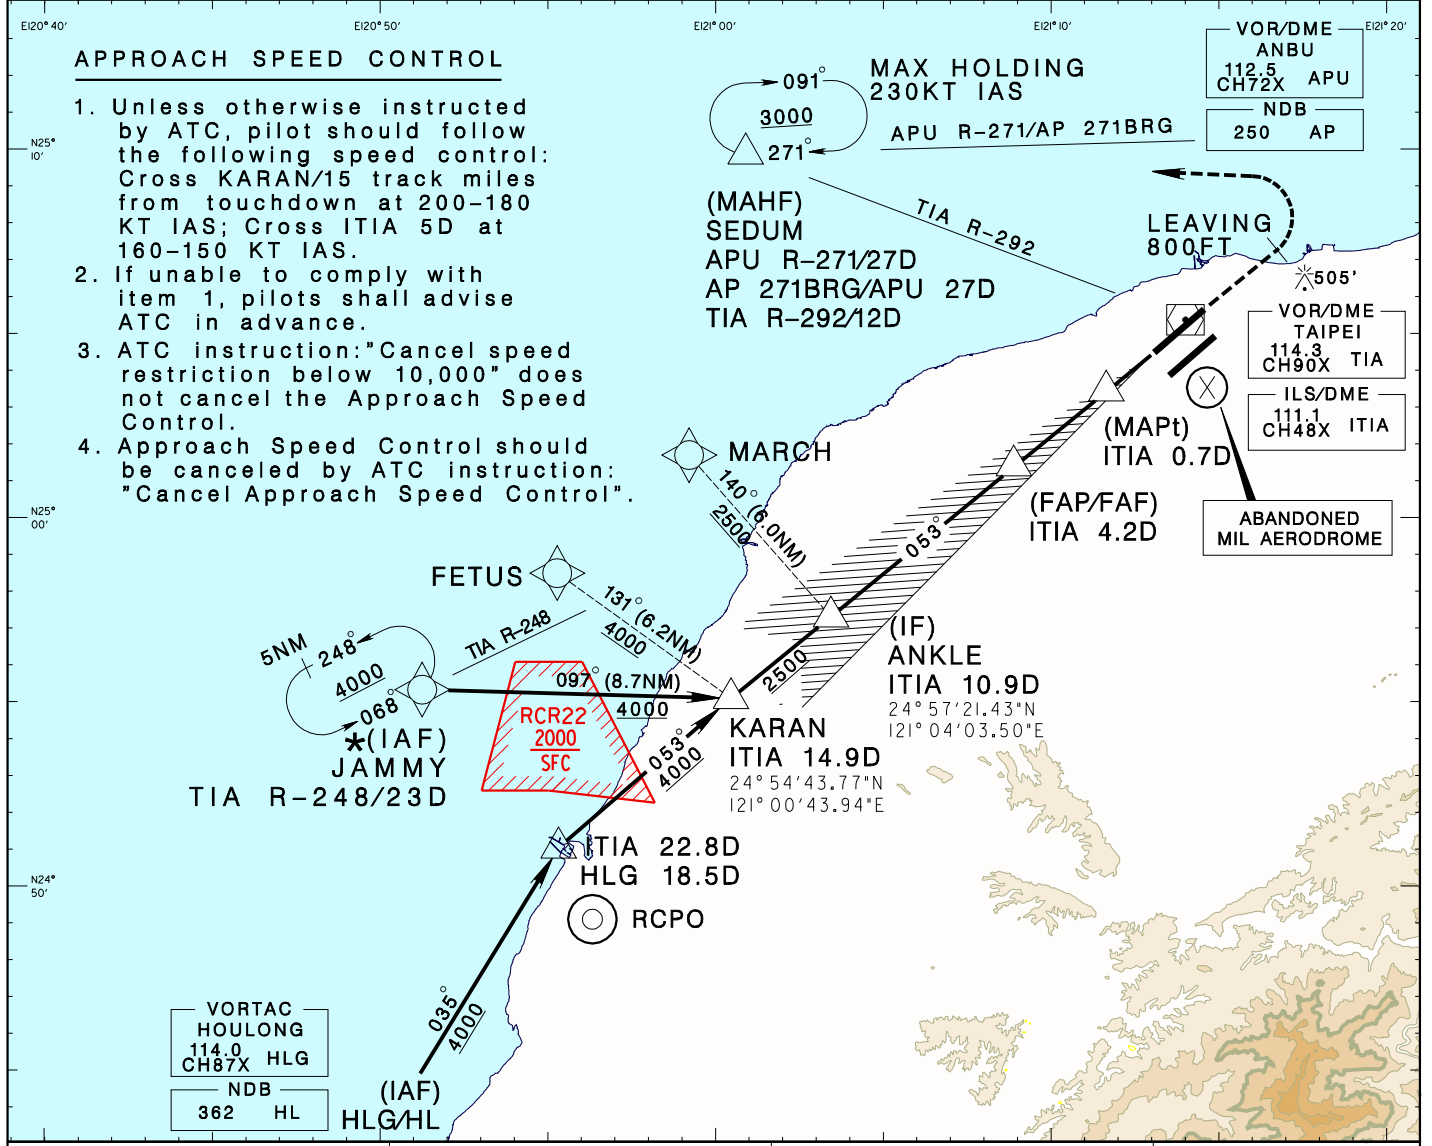 E120°40'
E120°50'
E121°00'
E121°10'
E121°20'
APPROACH SPEED CONTROL
1. Unless otherwise instructed
by ATC, pilot should follow
the following speed control:
Cross KARAN/15 track miles
from touchdown at 200-180
KT IAS; Cross ITIA 5D at
160-150 KT IAS.
2. If unable to comply with
item 1, pilots shall advise
ATC in advance.
3. ATC instruction:"Cancel speed
restriction below 10,000" does
not cancel the Approach Speed
Control.
4. Approach Speed Control should
be canceled by ATC instruction:
"Cancel Approach Speed Control".
091°
3000
271°
MAX HOLDING
230KT IAS
APU R-271/AP 271BRG
VOR/DME
ANBU
112.5
CH72X APU
NDB
250 AP
N25°
10'
(MAHF)
SEDUM
APU R-271/27D
AP 271BRG/APU 27D
TIA R-292/12D
TIA R-292
LEAVING
800FT
505'
VOR/DME
TAIPEI
114.3
CH90X TIA
ILS/DME
111.1
CH48X ITIA
(MAPt)
ITIA 0.7D
(FAP/FAF)
ITIA 4.2D
ABANDONED
MIL AERODROME
MARCH
140° (6.0NM)
2500
N25°
00'
053°
FETUS
131° (6.2NM)
4000
TIA R-248
5NM
248°
4000
068°
*(IAF)
JAMMY
TIA R-248/23D
097° (8.7NM)
4000
RCR22
2000
SFC
2500
(IF)
ANKLE
ITIA 10.9D
24°57'21.43"N
121°04'03.50"E
KARAN
ITIA 14.9D
24°54'43.77"N
121°00'43.94"E
053°
4000
ITIA 22.8D
HLG 18.5D
N24°
50'
RCPO
035°
4000
VORTAC
HOULONG
114.0
CH87X HLG
NDB
362 HL
(IAF)
HLG/HL